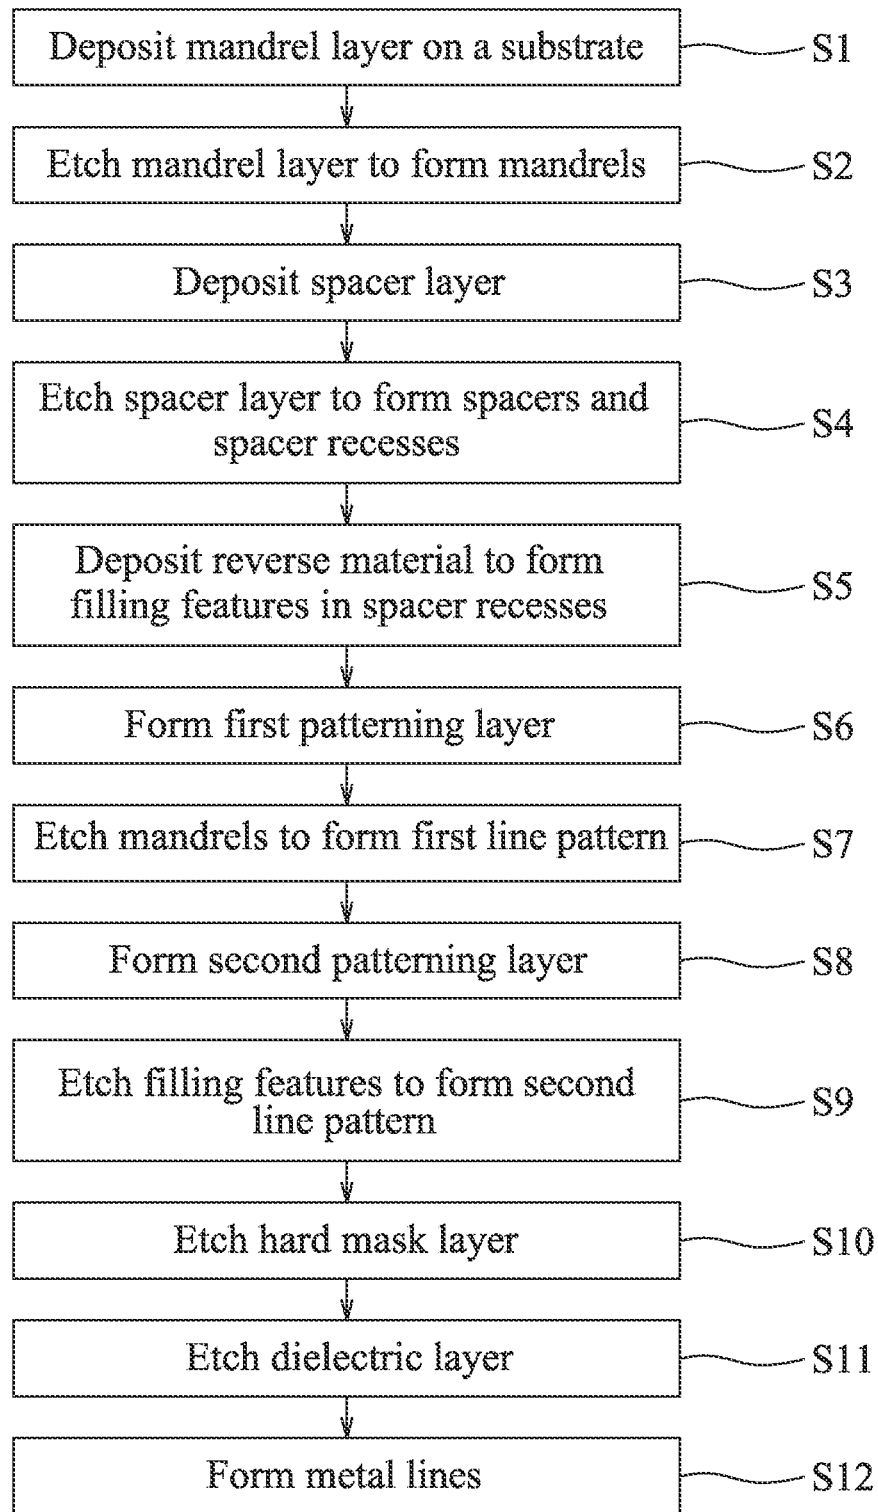 Deposit mandrel layer on a substrate S1
Etch mandrel layer to form mandrels S2
Deposit spacer layer S3
Etch spacer layer to form spacers and
spacer recesses S4
Deposit reverse material to form
filling features in spacer recesses S5
Form first patterning layer S6
Etch mandrels to form first line pattern S7
Form second patterning layer S8
Etch filling features to form second
line pattern S9
Etch hard mask layer S10
Etch dielectric layer S11
Form metal lines S12